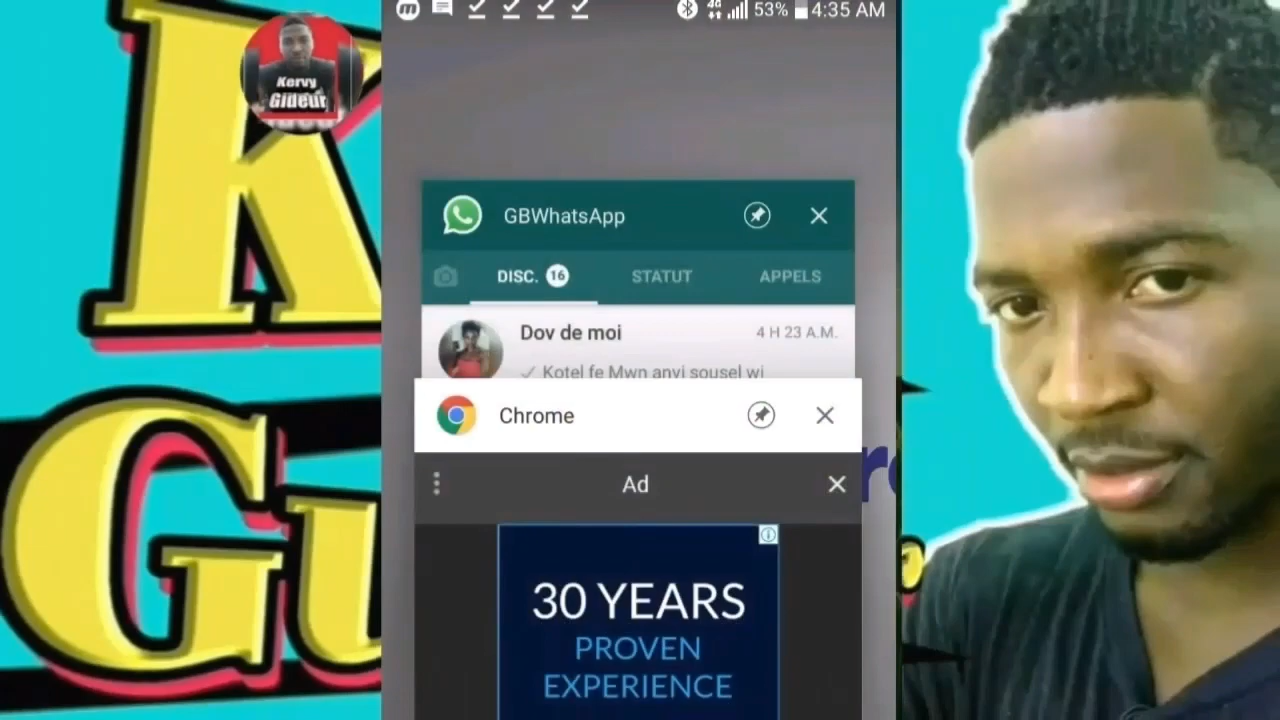 K
Gu
Kervy
Gideur
53% 4:35 AM
GBWhatsApp
DISC. 16 STATUT APPELS
Dov de moi 4 H 23 A.M.
Kotel fe Mwn anvi sousel wi
Chrome
Ad
30 YEARS
PROVEN
EXPERIENCE